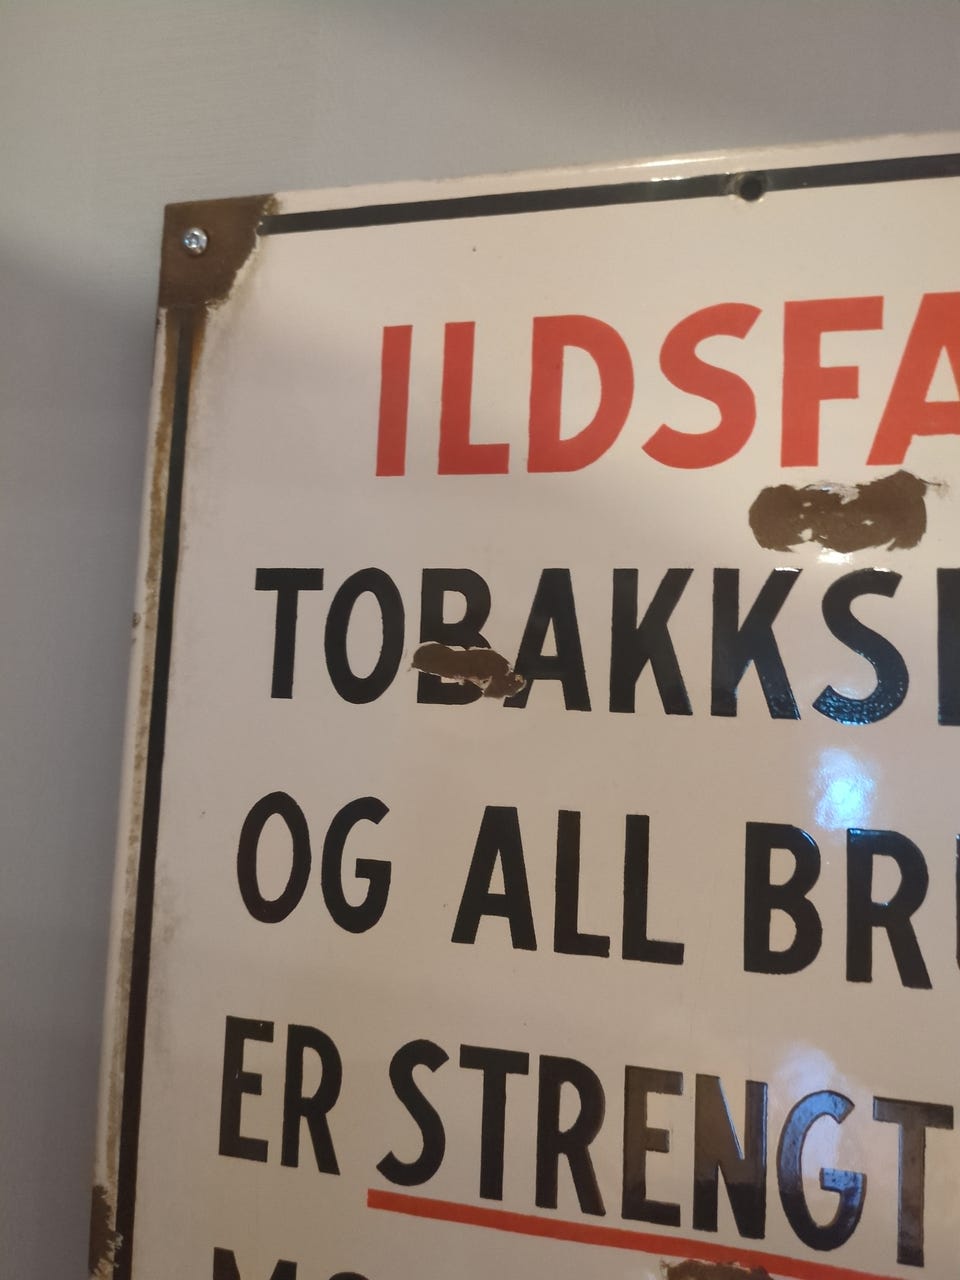 ILDSFA
TOBAKKS
OG ALL BR
ER STRENGT